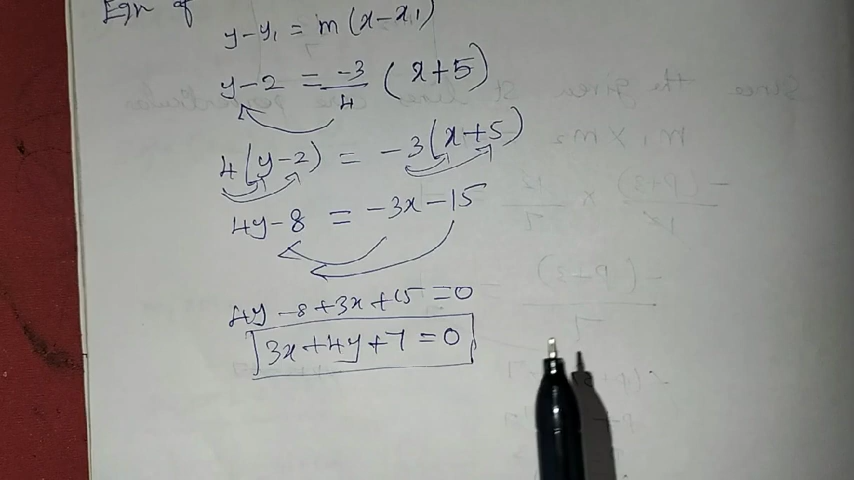 Eqn of
y-y₁ = m(x-x₁)
y-2 = -3/4 (x+5)
4(y-2) = -3(x+5)
4y-8 = -3x-15
4y-8+3x+15=0
3x+4y+7=0